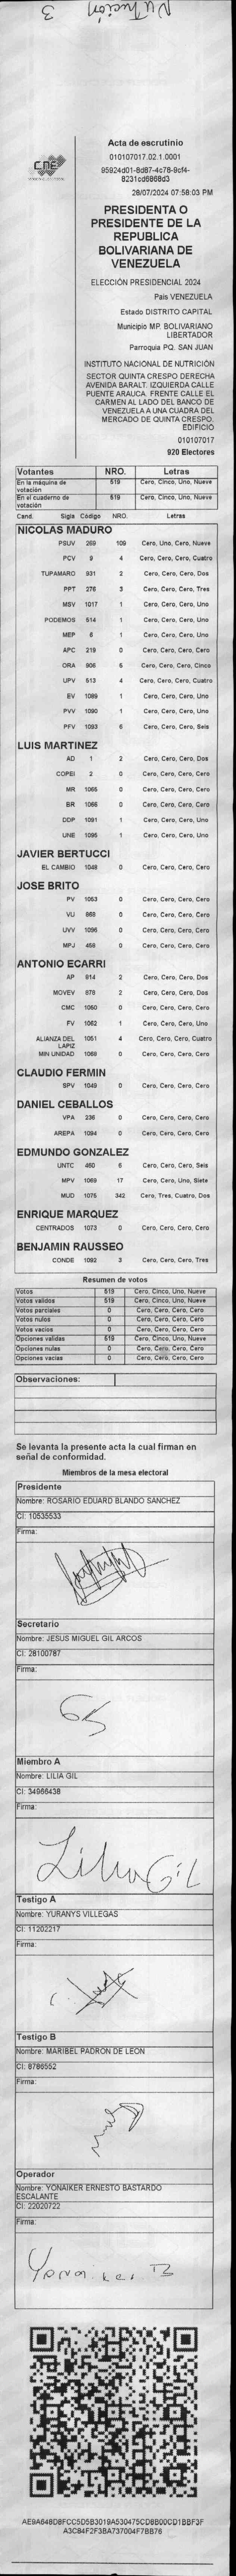 Nutrición 3
CNE
Acta de escrutinio
010107017.02.1.0001
95924d01-8d87-4c78-9cf4-
8231cd6868d3
28/07/2024 07:58:03 PM
PRESIDENTA O
PRESIDENTE DE LA
REPUBLICA
BOLIVARIANA DE
VENEZUELA
ELECCIÓN PRESIDENCIAL 2024
País VENEZUELA
Estado DISTRITO CAPITAL
Municipio MP. BOLIVARIANO
LIBERTADOR
Parroquia PQ. SAN JUAN
INSTITUTO NACIONAL DE NUTRICIÓN
SECTOR QUINTA CRESPO DERECHA
AVENIDA BARALT. IZQUIERDA CALLE
PUENTE ARAUCA. FRENTE CALLE EL
CARMEN AL LADO DEL BANCO DE
VENEZUELA A UNA CUADRA DEL
MERCADO DE QUINTA CRESPO.
EDIFICIO
010107017
920 Electores
Votantes NRO. Letras
En la máquina de votación 519 Cero, Cinco, Uno, Nueve
En el cuaderno de votación 519 Cero, Cinco, Uno, Nueve
Cand. Sigla Código NRO. Letras
NICOLAS MADURO
PSUV 269 109 Cero, Uno, Cero, Nueve
PCV 9 4 Cero, Cero, Cero, Cuatro
TUPAMARO 931 2 Cero, Cero, Cero, Dos
PPT 276 3 Cero, Cero, Cero, Tres
MSV 1017 1 Cero, Cero, Cero, Uno
PODEMOS 514 1 Cero, Cero, Cero, Uno
MEP 6 1 Cero, Cero, Cero, Uno
APC 219 0 Cero, Cero, Cero, Cero
ORA 906 5 Cero, Cero, Cero, Cinco
UPV 513 4 Cero, Cero, Cero, Cuatro
EV 1089 1 Cero, Cero, Cero, Uno
PVV 1090 1 Cero, Cero, Cero, Uno
PFV 1093 6 Cero, Cero, Cero, Seis
LUIS MARTINEZ
AD 1 2 Cero, Cero, Cero, Dos
COPEI 2 0 Cero, Cero, Cero, Cero
MR 1065 0 Cero, Cero, Cero, Cero
BR 1066 0 Cero, Cero, Cero, Cero
DDP 1091 1 Cero, Cero, Cero, Uno
UNE 1095 1 Cero, Cero, Cero, Uno
JAVIER BERTUCCI
EL CAMBIO 1048 0 Cero, Cero, Cero, Cero
JOSE BRITO
PV 1053 0 Cero, Cero, Cero, Cero
VU 868 0 Cero, Cero, Cero, Cero
UVV 1096 0 Cero, Cero, Cero, Cero
MPJ 458 0 Cero, Cero, Cero, Cero
ANTONIO ECARRI
AP 914 2 Cero, Cero, Cero, Dos
MOVEV 878 2 Cero, Cero, Cero, Dos
CMC 1050 0 Cero, Cero, Cero, Cero
FV 1052 1 Cero, Cero, Cero, Uno
ALIANZA DEL LAPIZ 1051 4 Cero, Cero, Cero, Cuatro
MIN UNIDAD 1068 0 Cero, Cero, Cero, Cero
CLAUDIO FERMIN
SPV 1049 0 Cero, Cero, Cero, Cero
DANIEL CEBALLOS
VPA 236 0 Cero, Cero, Cero, Cero
AREPA 1094 0 Cero, Cero, Cero, Cero
EDMUNDO GONZALEZ
UNTC 460 6 Cero, Cero, Cero, Seis
MPV 1069 17 Cero, Cero, Uno, Siete
MUD 1075 342 Cero, Tres, Cuatro, Dos
ENRIQUE MARQUEZ
CENTRADOS 1073 0 Cero, Cero, Cero, Cero
BENJAMIN RAUSSEO
CONDE 1092 3 Cero, Cero, Cero, Tres
Resumen de votos
Votos 519 Cero, Cinco, Uno, Nueve
Votos validos 519 Cero, Cinco, Uno, Nueve
Votos parciales 0 Cero, Cero, Cero, Cero
Votos nulos 0 Cero, Cero, Cero, Cero
Votos vacios 0 Cero, Cero, Cero, Cero
Opciones validas 519 Cero, Cinco, Uno, Nueve
Opciones nulas 0 Cero, Cero, Cero, Cero
Opciones vacias 0 Cero, Cero, Cero, Cero
Observaciones:
Se levanta la presente acta la cual firman en
señal de conformidad.
Miembros de la mesa electoral
Presidente
Nombre: ROSARIO EDUARD BLANDO SANCHEZ
CI: 10535533
Firma:
Secretario
Nombre: JESUS MIGUEL GIL ARCOS
CI: 28100787
Firma:
Miembro A
Nombre: LILIA GIL
CI: 34966438
Firma:
Lilia Gil
Testigo A
Nombre: YURANYS VILLEGAS
CI: 11202217
Firma:
Testigo B
Nombre: MARIBEL PADRON DE LEON
CI: 8786552
Firma:
Operador
Nombre: YONAIKER ERNESTO BASTARDO
ESCALANTE
CI: 22020722
Firma:
Yonaiker B
AE9A648D8FCC5D5B3019A530475CD8B00CD1BBF3F
A3C84F2F3BA737004F7BB76